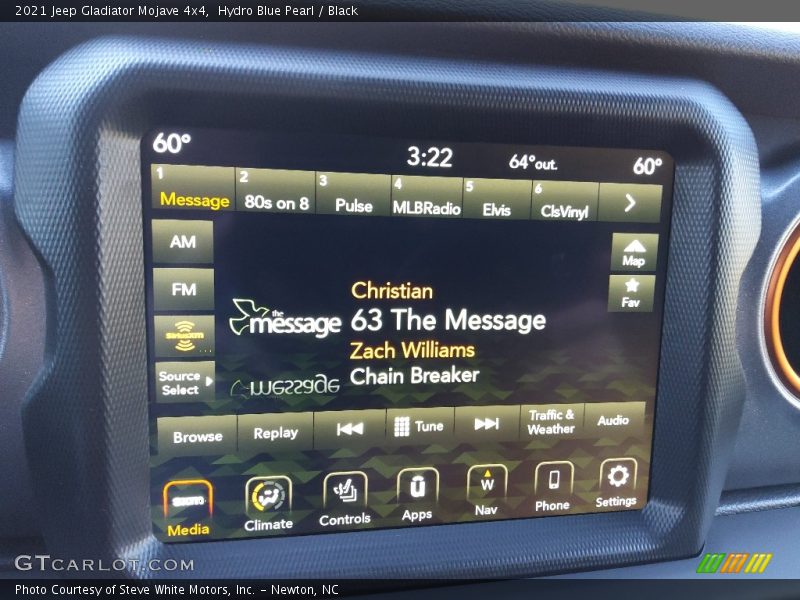 2021 Jeep Gladiator Mojave 4x4,  Hydro Blue Pearl / Black
60° 3:22 64°out. 60°
1 Message 2 80s on 8 3 Pulse 4 MLBRadio 5 Elvis 6 ClsVinyl
AM
Map
FM
Fav
Christian
the message 63 The Message
siriusxm
Zach Williams
Source Select
message Chain Breaker
Browse Replay Tune Traffic & Weather Audio
W
Media Climate Controls Apps Nav Phone Settings
GTCARLOT.COM
Photo Courtesy of Steve White Motors, Inc. – Newton, NC